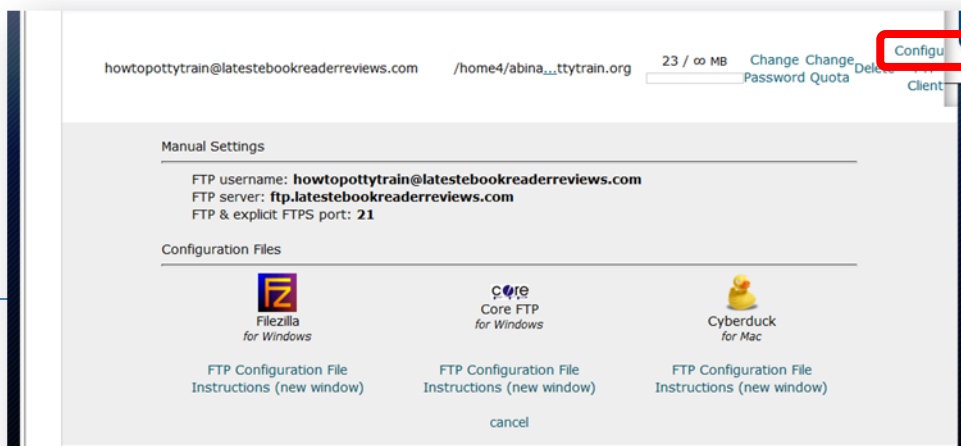 howtopottytrain@latestebookreaderreviews.com /home4/abina...ttytrain.org 23 / ∞ MB Change Password Change Quota Delete Configu
Client
Manual Settings
FTP username: howtopottytrain@latestebookreaderreviews.com
FTP server: ftp.latestebookreaderreviews.com
FTP & explicit FTPS port: 21
Configuration Files
core
Filezilla
for Windows
Core FTP
for Windows
Cyberduck
for Mac
FTP Configuration File
Instructions (new window)
FTP Configuration File
Instructions (new window)
FTP Configuration File
Instructions (new window)
cancel